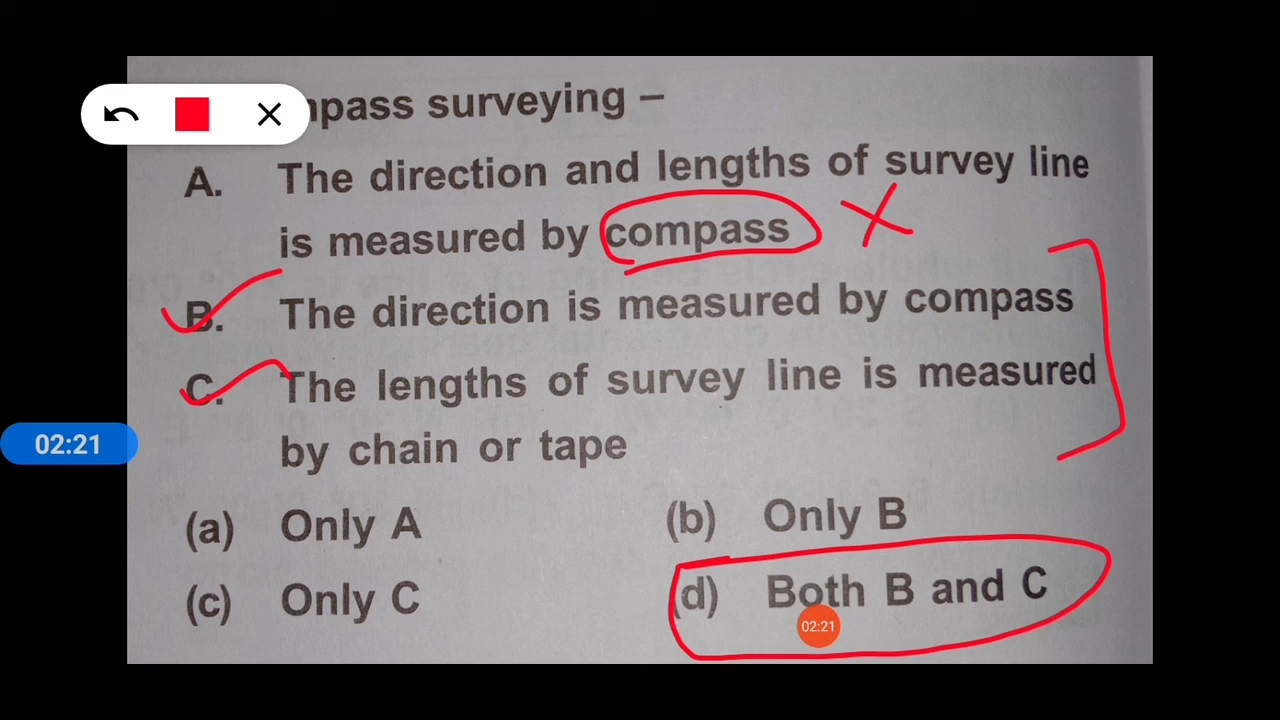 mpass surveying –
A. The direction and lengths of survey line
is measured by compass
B. The direction is measured by compass
C. The lengths of survey line is measured
by chain or tape
02:21
(a) Only A (b) Only B
(c) Only C (d) Both B and C
02:21